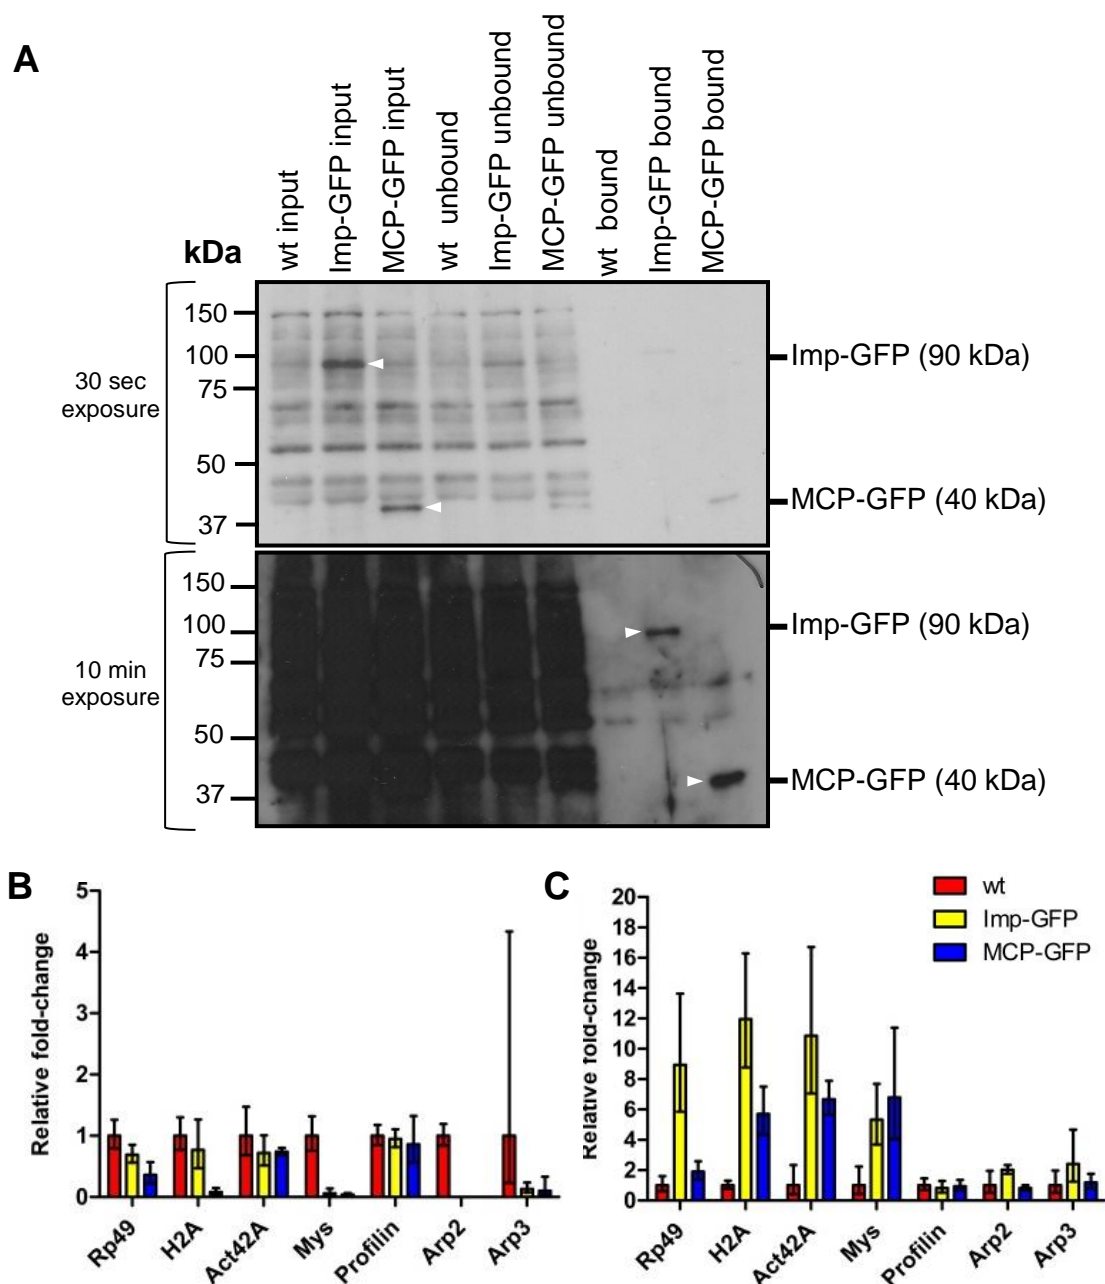 A
wt input
Imp-GFP input
MCP-GFP input
wt unbound
Imp-GFP unbound
MCP-GFP unbound
wt bound
Imp-GFP bound
MCP-GFP bound
kDa
30 sec
exposure
150
100
75
50
37
Imp-GFP (90 kDa)
MCP-GFP (40 kDa)
10 min
exposure
150
100
75
50
37
Imp-GFP (90 kDa)
MCP-GFP (40 kDa)
B
Relative fold-change
5
4
3
2
1
0
Rp49
H2A
Act42A
Mys
Profilin
Arp2
Arp3
C
Relative fold-change
20
18
16
14
12
10
8
6
4
2
0
Rp49
H2A
Act42A
Mys
Profilin
Arp2
Arp3
wt
Imp-GFP
MCP-GFP